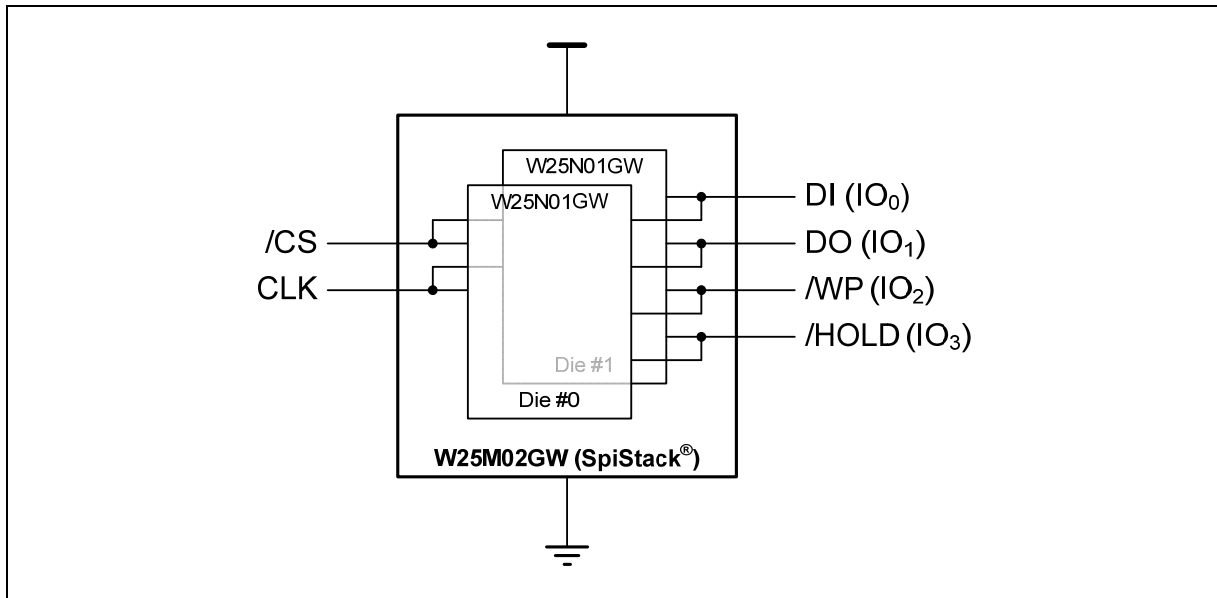 W25N01GW
W25N01GW
DI (IO₀)
/CS
DO (IO₁)
CLK
/WP (IO₂)
/HOLD (IO₃)
Die #1
Die #0
W25M02GW (SpiStack®)